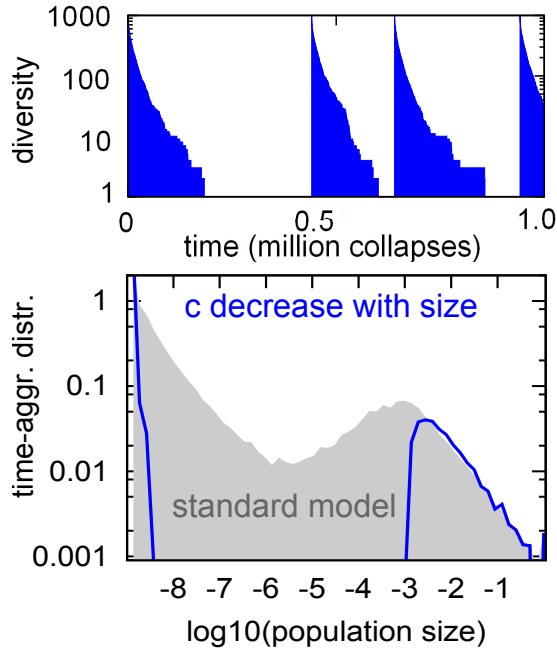 1000
100
10
1
diversity
0 0.5 1.0
time (million collapses)
1
0.1
0.01
0.001
time-aggr. distr.
c decrease with size
standard model
-8 -7 -6 -5 -4 -3 -2 -1
log10(population size)